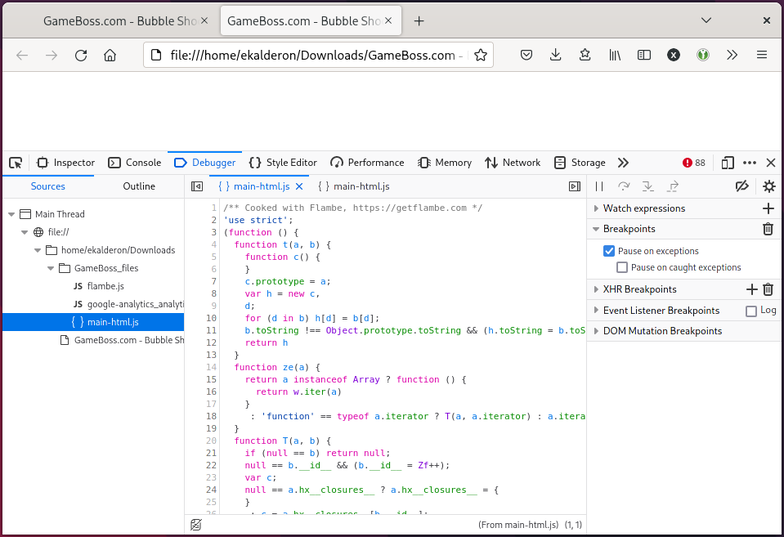 GameBoss.com - Bubble Sho
GameBoss.com - Bubble Sho
file:///home/ekalderon/Downloads/GameBoss.com -
Inspector
Console
Debugger
Style Editor
Performance
Memory
Network
Storage
88
Sources
Outline
{ } main-html.js
{ } main-html.js
Main Thread
file://
home/ekalderon/Downloads
GameBoss_files
JS flambe.js
JS google-analytics_analyti
{ } main-html.js
GameBoss.com - Bubble Sh
1 /** Cooked with Flambe, https://getflambe.com */
2 'use strict';
3 (function () {
4 function t(a, b) {
5 function c() {
6 }
7 c.prototype = a;
8 var h = new c,
9 d;
10 for (d in b) h[d] = b[d];
11 b.toString !== Object.prototype.toString && (h.toString = b.toS
12 return h
13 }
14 function ze(a) {
15 return a instanceof Array ? function () {
16 return w.iter(a)
17 }
18 : 'function' == typeof a.iterator ? T(a, a.iterator) : a.itera
19 }
20 function T(a, b) {
21 if (null == b) return null;
22 null == b.__id__ && (b.__id__ = Zf++);
23 var c;
24 null == a.hx__closures__ ? a.hx__closures__ = {
25 }
26 : c = a.hx__closures__[b.__id__];
(From main-html.js) (1, 1)
Watch expressions
Breakpoints
Pause on exceptions
Pause on caught exceptions
XHR Breakpoints
Event Listener Breakpoints
Log
DOM Mutation Breakpoints